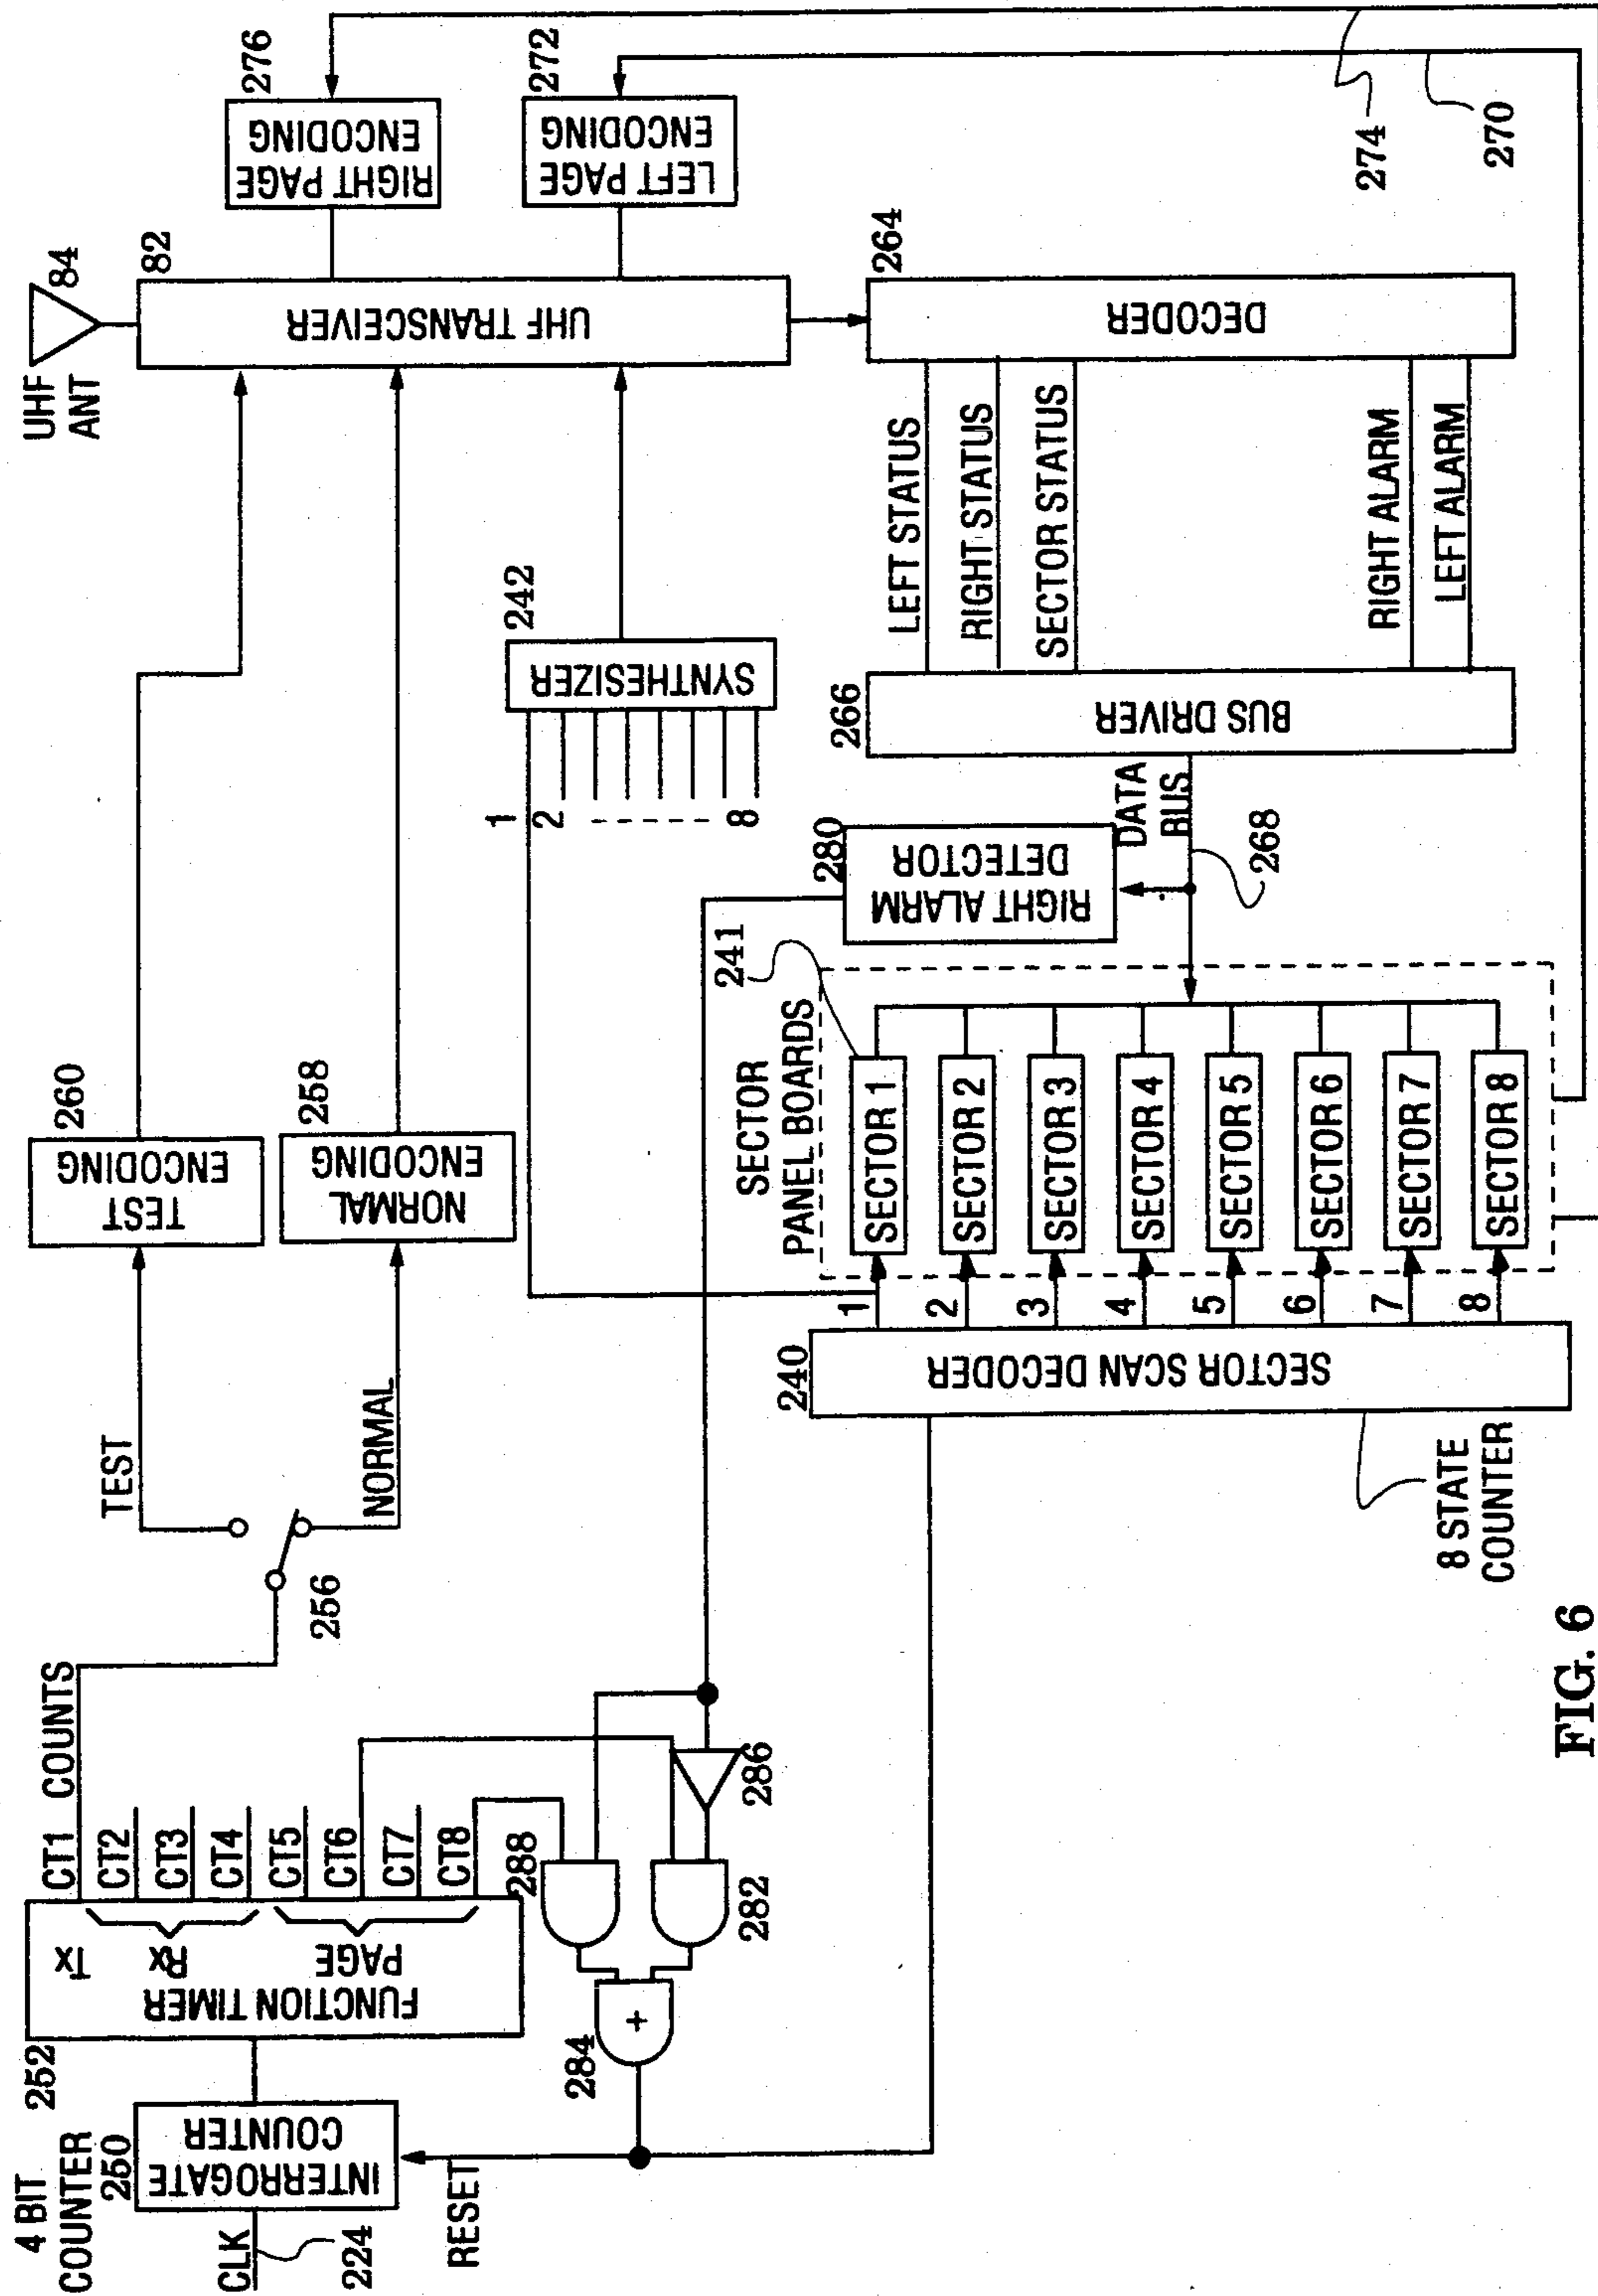 4 BIT
COUNTER
250
INTERROGATE
COUNTER
CLK
224
RESET
252
FUNCTION TIMER
Tx
Rx
PAGE
CT1
COUNTS
CT2
CT3
CT4
CT5
CT6
CT7
CT8
288
282
284
286
256
TEST
NORMAL
260
TEST
ENCODING
258
NORMAL
ENCODING
UHF
ANT
84
82
UHF TRANSCEIVER
276
RIGHT PAGE
ENCODING
272
LEFT PAGE
ENCODING
242
SYNTHESIZER
1
2
8
264
DECODER
LEFT STATUS
RIGHT STATUS
SECTOR STATUS
RIGHT ALARM
LEFT ALARM
266
BUS DRIVER
DATA
BUS
268
280
RIGHT ALARM
DETECTOR
241
SECTOR
PANEL BOARDS
SECTOR 1
SECTOR 2
SECTOR 3
SECTOR 4
SECTOR 5
SECTOR 6
SECTOR 7
SECTOR 8
1
2
3
4
5
6
7
8
240
SECTOR SCAN DECODER
8 STATE
COUNTER
274
270
+
FIG. 6